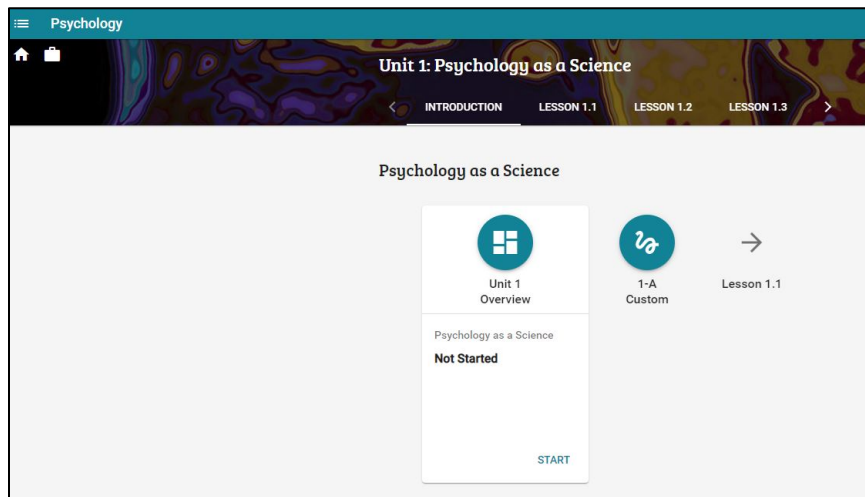 Psychology
Unit 1: Psychology as a Science
INTRODUCTION LESSON 1.1 LESSON 1.2 LESSON 1.3
Psychology as a Science
Unit 1
Overview
1-A
Custom
Lesson 1.1
Psychology as a Science
Not Started
START